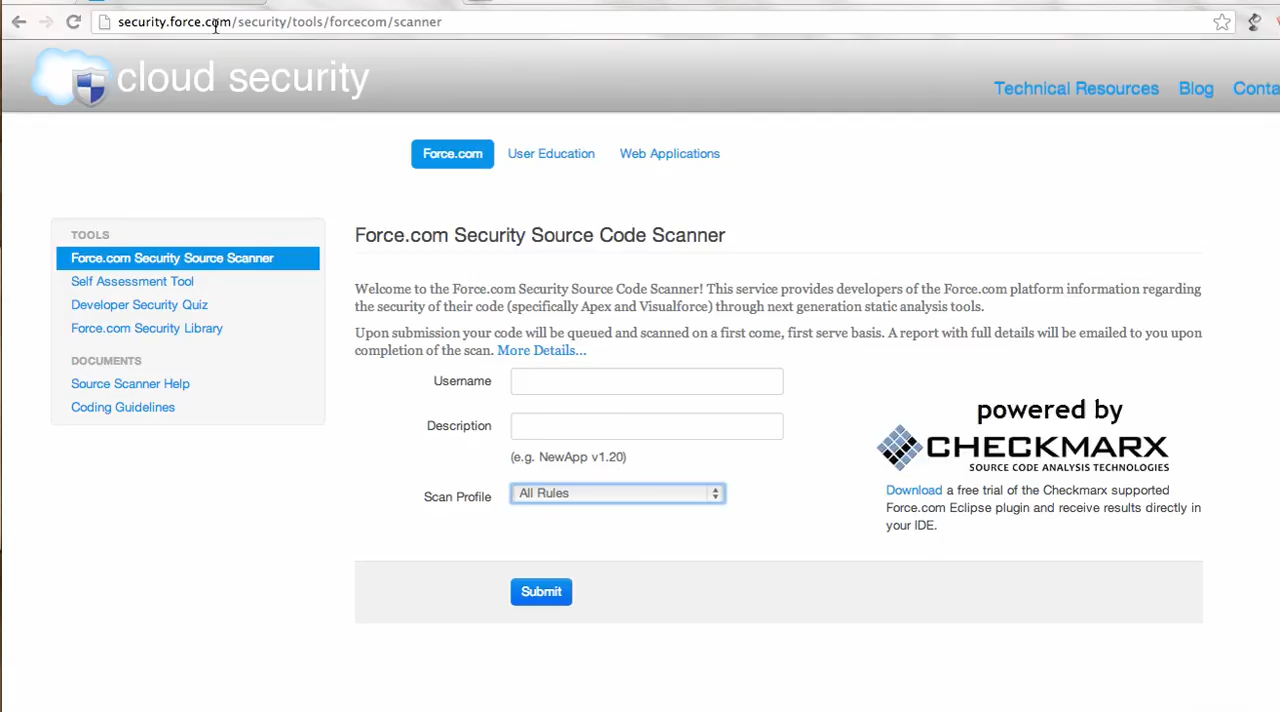 security.force.com/security/tools/forcecom/scanner
cloud security
Technical Resources Blog Conta
Force.com User Education Web Applications
TOOLS
Force.com Security Source Scanner
Self Assessment Tool
Developer Security Quiz
Force.com Security Library
DOCUMENTS
Source Scanner Help
Coding Guidelines
Force.com Security Source Code Scanner
Welcome to the Force.com Security Source Code Scanner! This service provides developers of the Force.com platform information regarding
the security of their code (specifically Apex and Visualforce) through next generation static analysis tools.
Upon submission your code will be queued and scanned on a first come, first serve basis. A report with full details will be emailed to you upon
completion of the scan. More Details...
Username
Description
(e.g. NewApp v1.20)
Scan Profile All Rules
Submit
powered by
CHECKMARX
SOURCE CODE ANALYSIS TECHNOLOGIES
Download a free trial of the Checkmarx supported
Force.com Eclipse plugin and receive results directly in
your IDE.